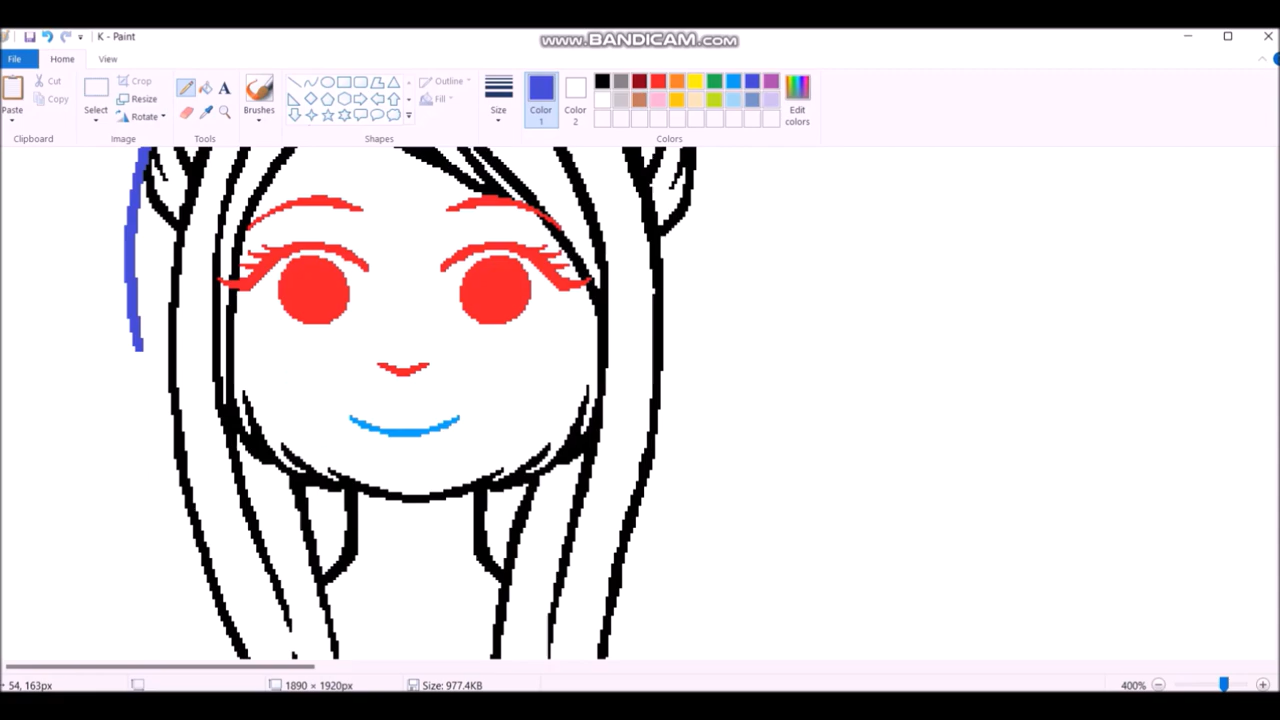 www.BANDICAM.com
K - Paint
File
Home
View
Paste
Cut
Copy
Clipboard
Select
Crop
Resize
Rotate
Image
A
Tools
Brushes
Shapes
Outline
Fill
Size
Color
1
Color
2
Edit
colors
Colors
54, 163px
1890 × 1920px
Size: 977.4KB
400%